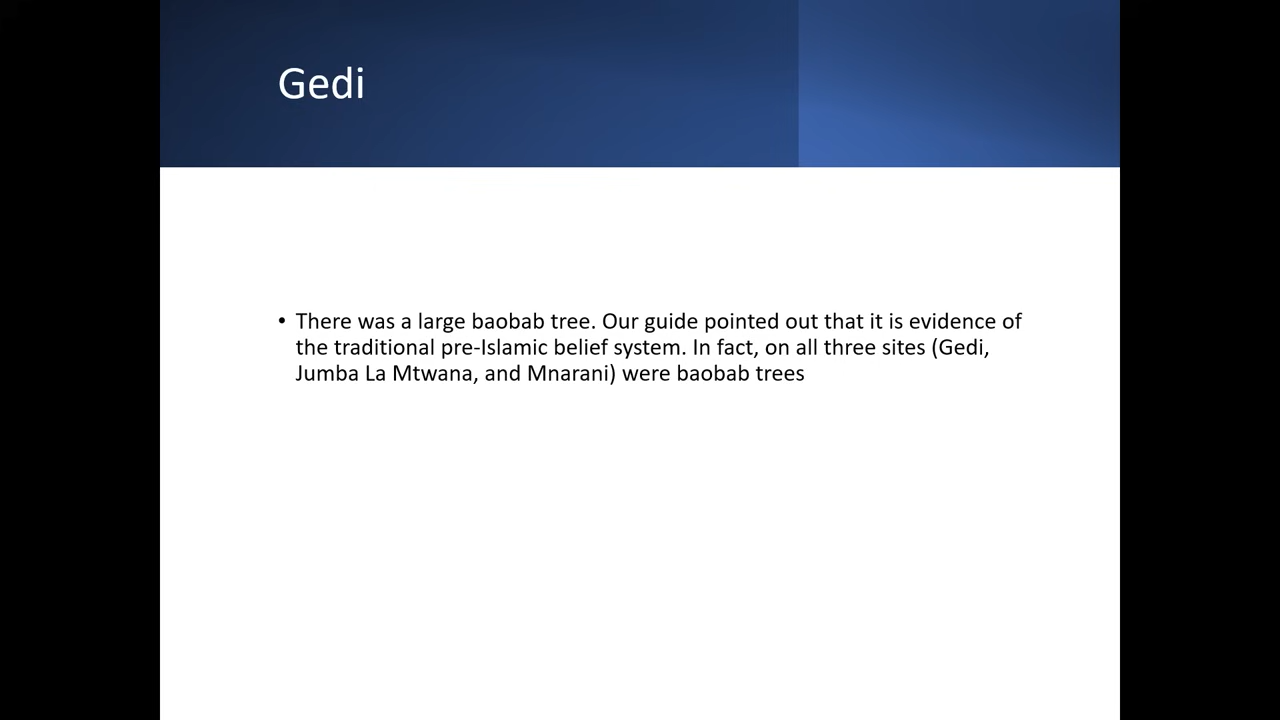 Gedi
• There was a large baobab tree. Our guide pointed out that it is evidence of
the traditional pre-Islamic belief system. In fact, on all three sites (Gedi,
Jumba La Mtwana, and Mnarani) were baobab trees